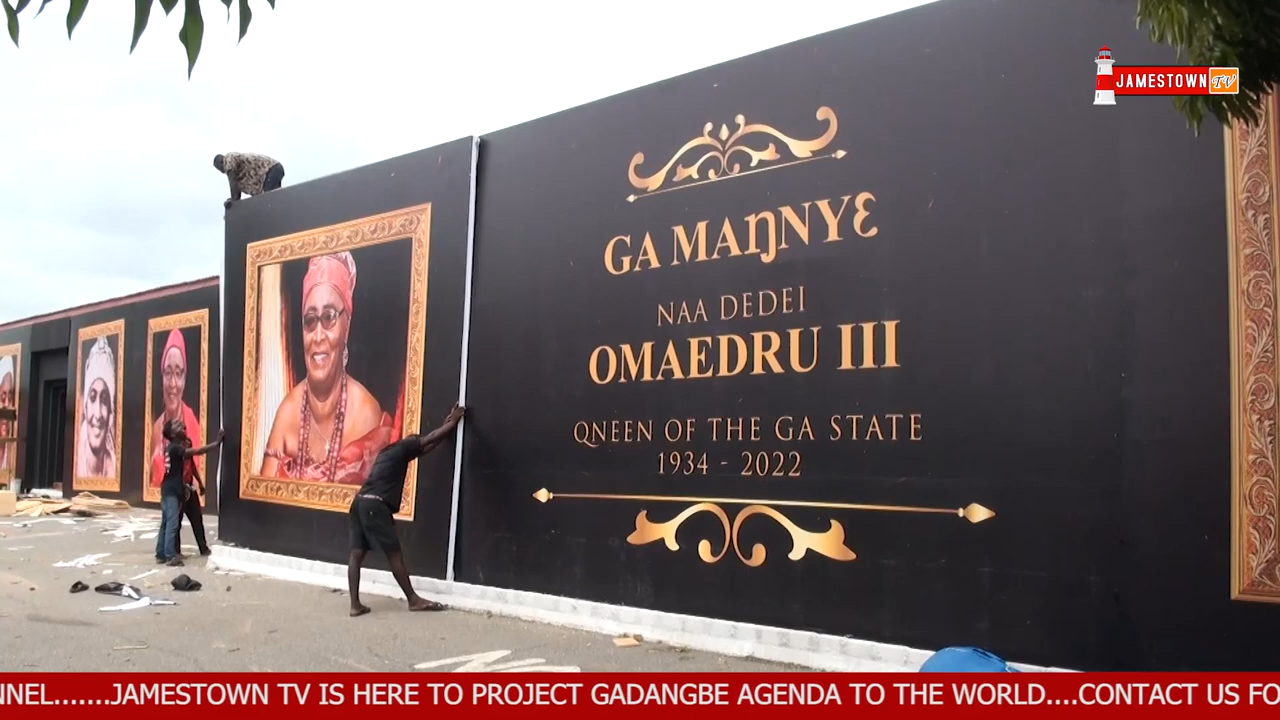 JAMESTOWN TV
GA MAŊNYƐ
NAA DEDEI
OMAEDRU III
QNEEN OF THE GA STATE
1934 - 2022
NNEL.......JAMESTOWN TV IS HERE TO PROJECT GADANGBE AGENDA TO THE WORLD....CONTACT US FO